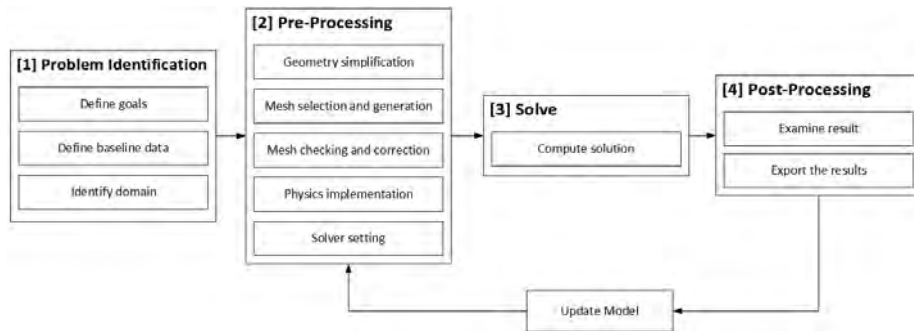 [1] Problem Identification
Define goals
Define baseline data
Identify domain
[2] Pre-Processing
Geometry simplification
Mesh selection and generation
Mesh checking and correction
Physics implementation
Solver setting
[3] Solve
Compute solution
[4] Post-Processing
Examine result
Export the results
Update Model